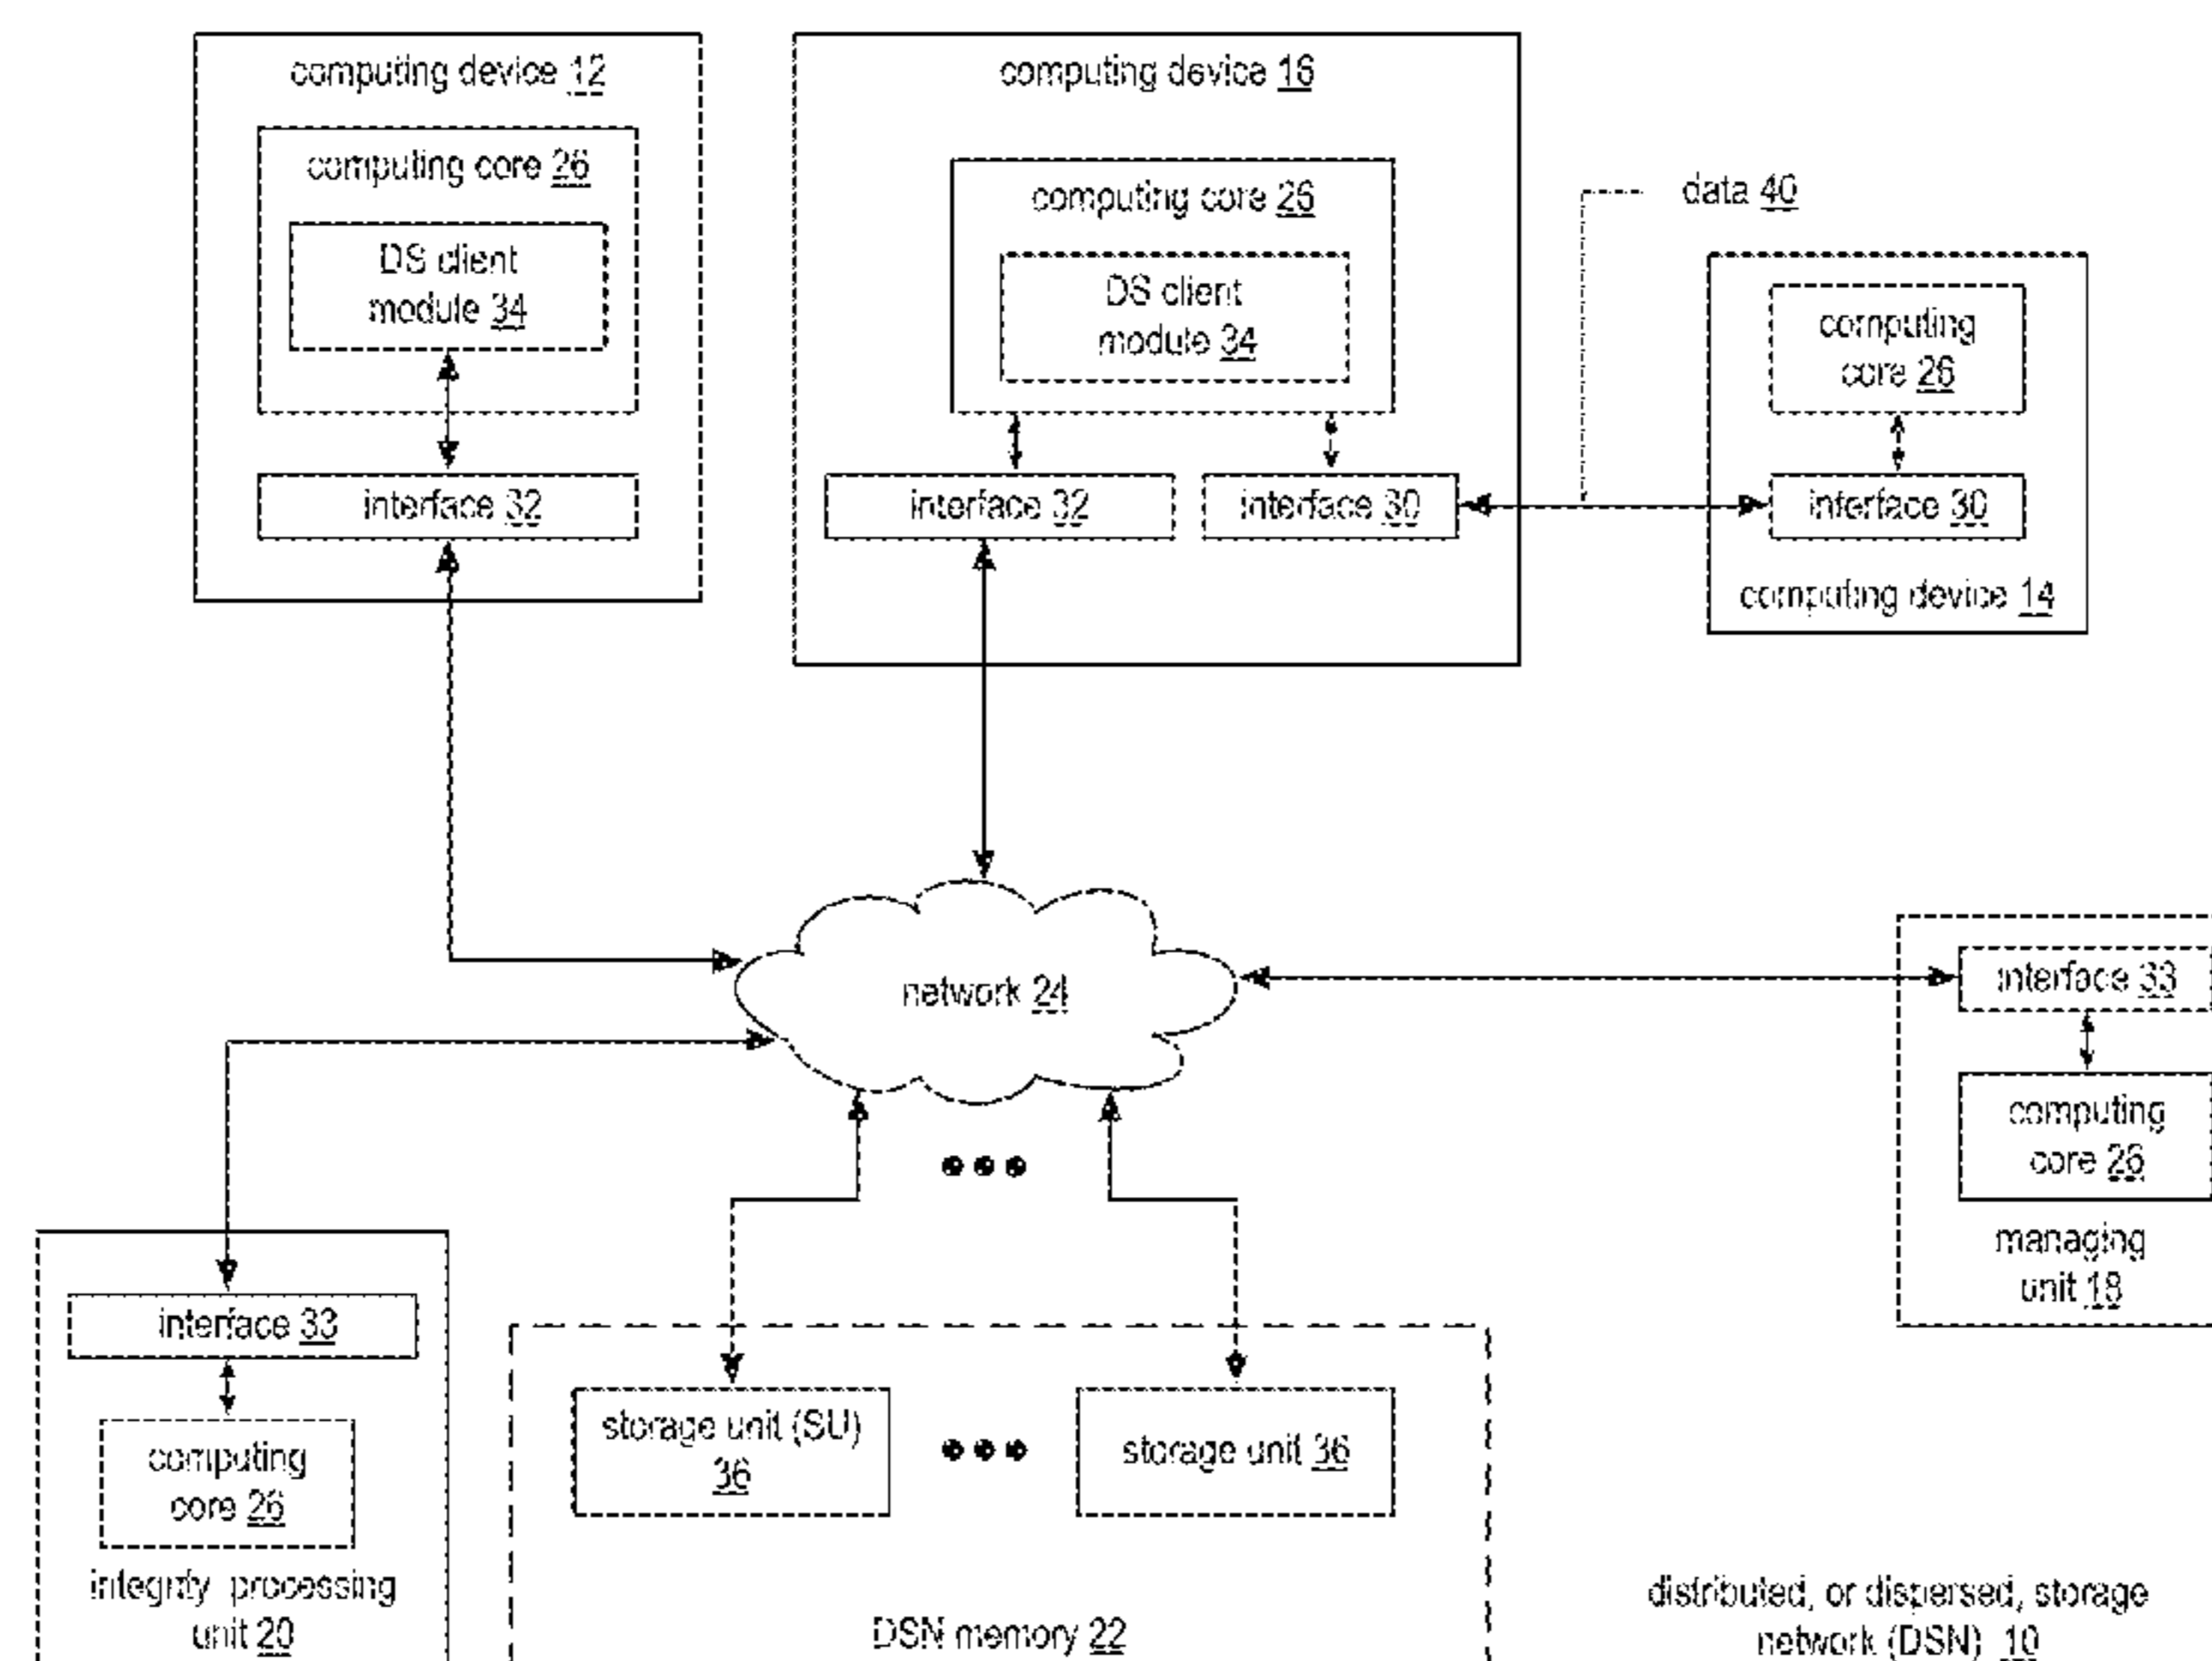 computing device 12
computing core 26
DS client
module 34
interface 32
computing device 16
computing core 26
DS client
module 34
interface 32
interface 30
data 40
computing
core 26
interface 30
computing device 14
network 24
interface 33
computing
core 26
managing
unit 18
interface 33
computing
core 26
integrity processing
unit 20
storage unit (SU)
36
storage unit 36
DSN memory 22
distributed, or dispersed, storage
network (DSN) 10